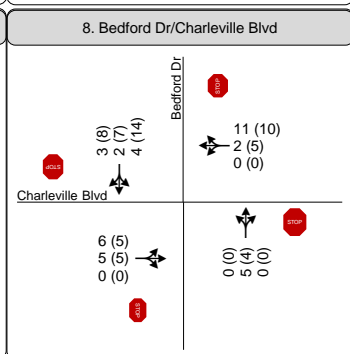 8. Bedford Dr/Charleville Blvd
Bedford Dr
STOP
3 (8)
2 (7)
4 (14)
11 (10)
2 (5)
0 (0)
STOP
Charleville Blvd
6 (5)
5 (5)
0 (0)
0 (0)
5 (4)
0 (0)
STOP
STOP